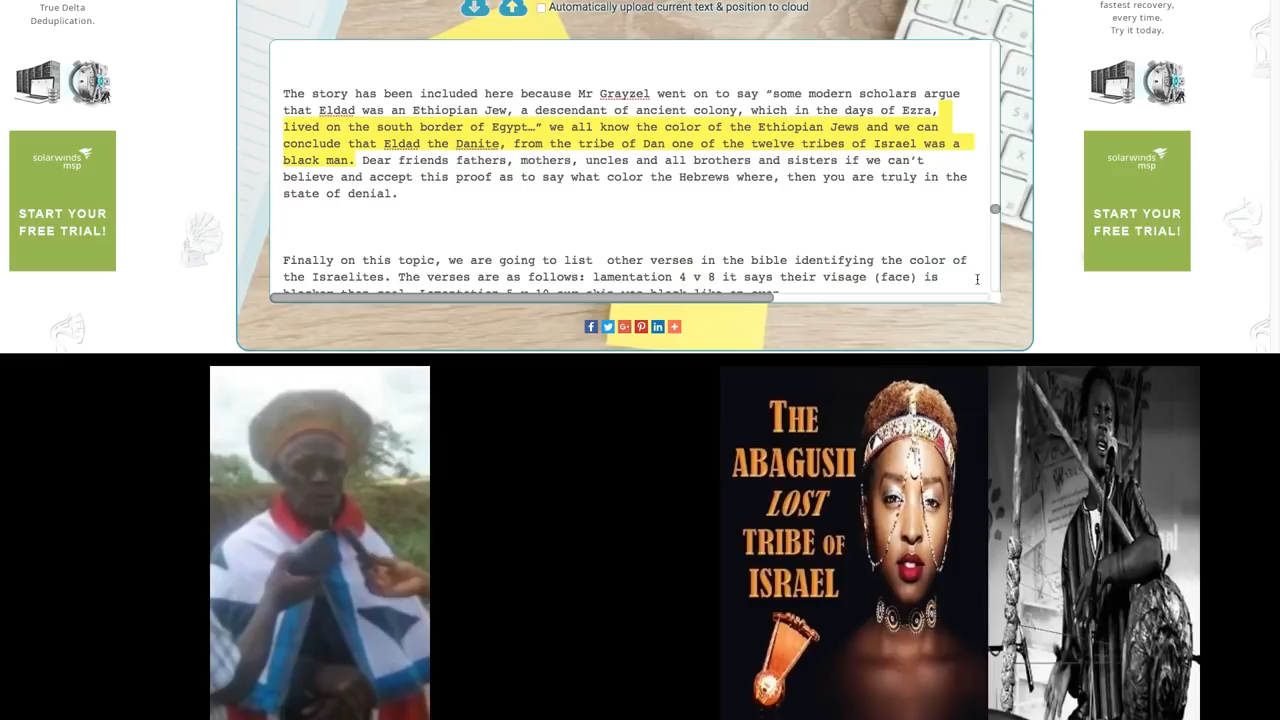 True Delta
Deduplication.
Automatically upload current text & position to cloud
fastest recovery,
every time.
Try it today.
The story has been included here because Mr Grayzel went on to say “some modern scholars argue
that Eldad was an Ethiopian Jew, a descendant of ancient colony, which in the days of Ezra,
lived on the south border of Egypt…” we all know the color of the Ethiopian Jews and we can
conclude that Eldad the Danite, from the tribe of Dan one of the twelve tribes of Israel was a
black man. Dear friends fathers, mothers, uncles and all brothers and sisters if we can’t
believe and accept this proof as to say what color the Hebrews where, then you are truly in the
state of denial.
Finally on this topic, we are going to list other verses in the bible identifying the color of
the Israelites. The verses are as follows: lamentation 4 v 8 it says their visage (face) is
solarwinds
msp
START YOUR
FREE TRIAL!
solarwinds
msp
START YOUR
FREE TRIAL!
THE
ABAGUSII
LOST
TRIBE OF
ISRAEL